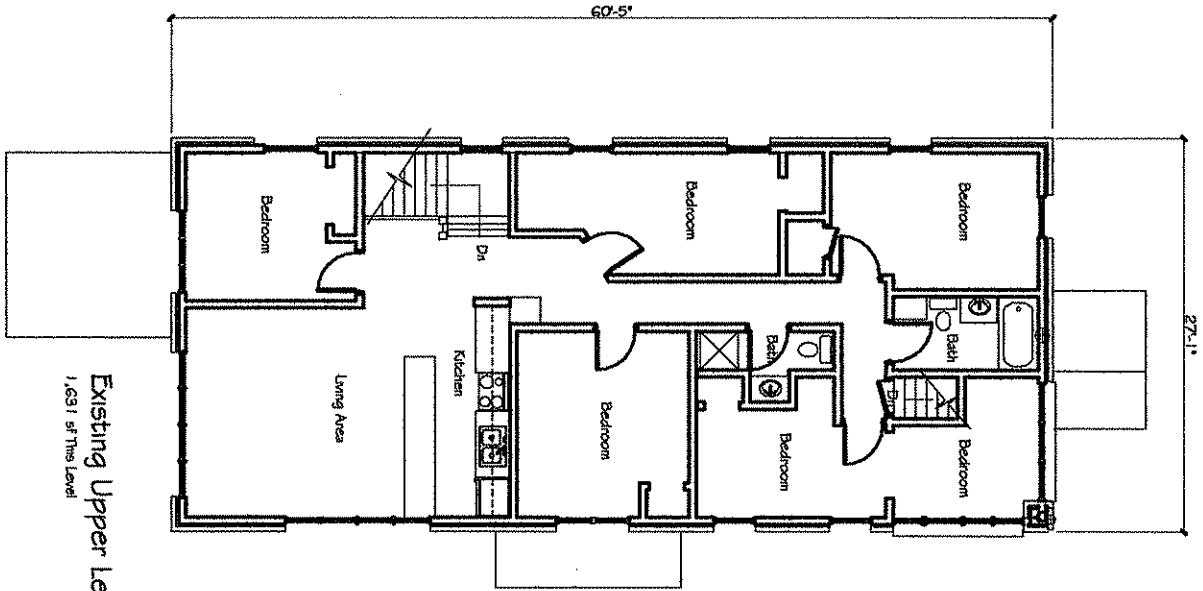 60'-5"
27'-1"
Bedroom
Bedroom
Bedroom
Dn
Bath
Bath
Kitchen
Living Area
Bedroom
Bedroom
Bedroom
Dn
Existing Uppper Le
1,631 sf This Level